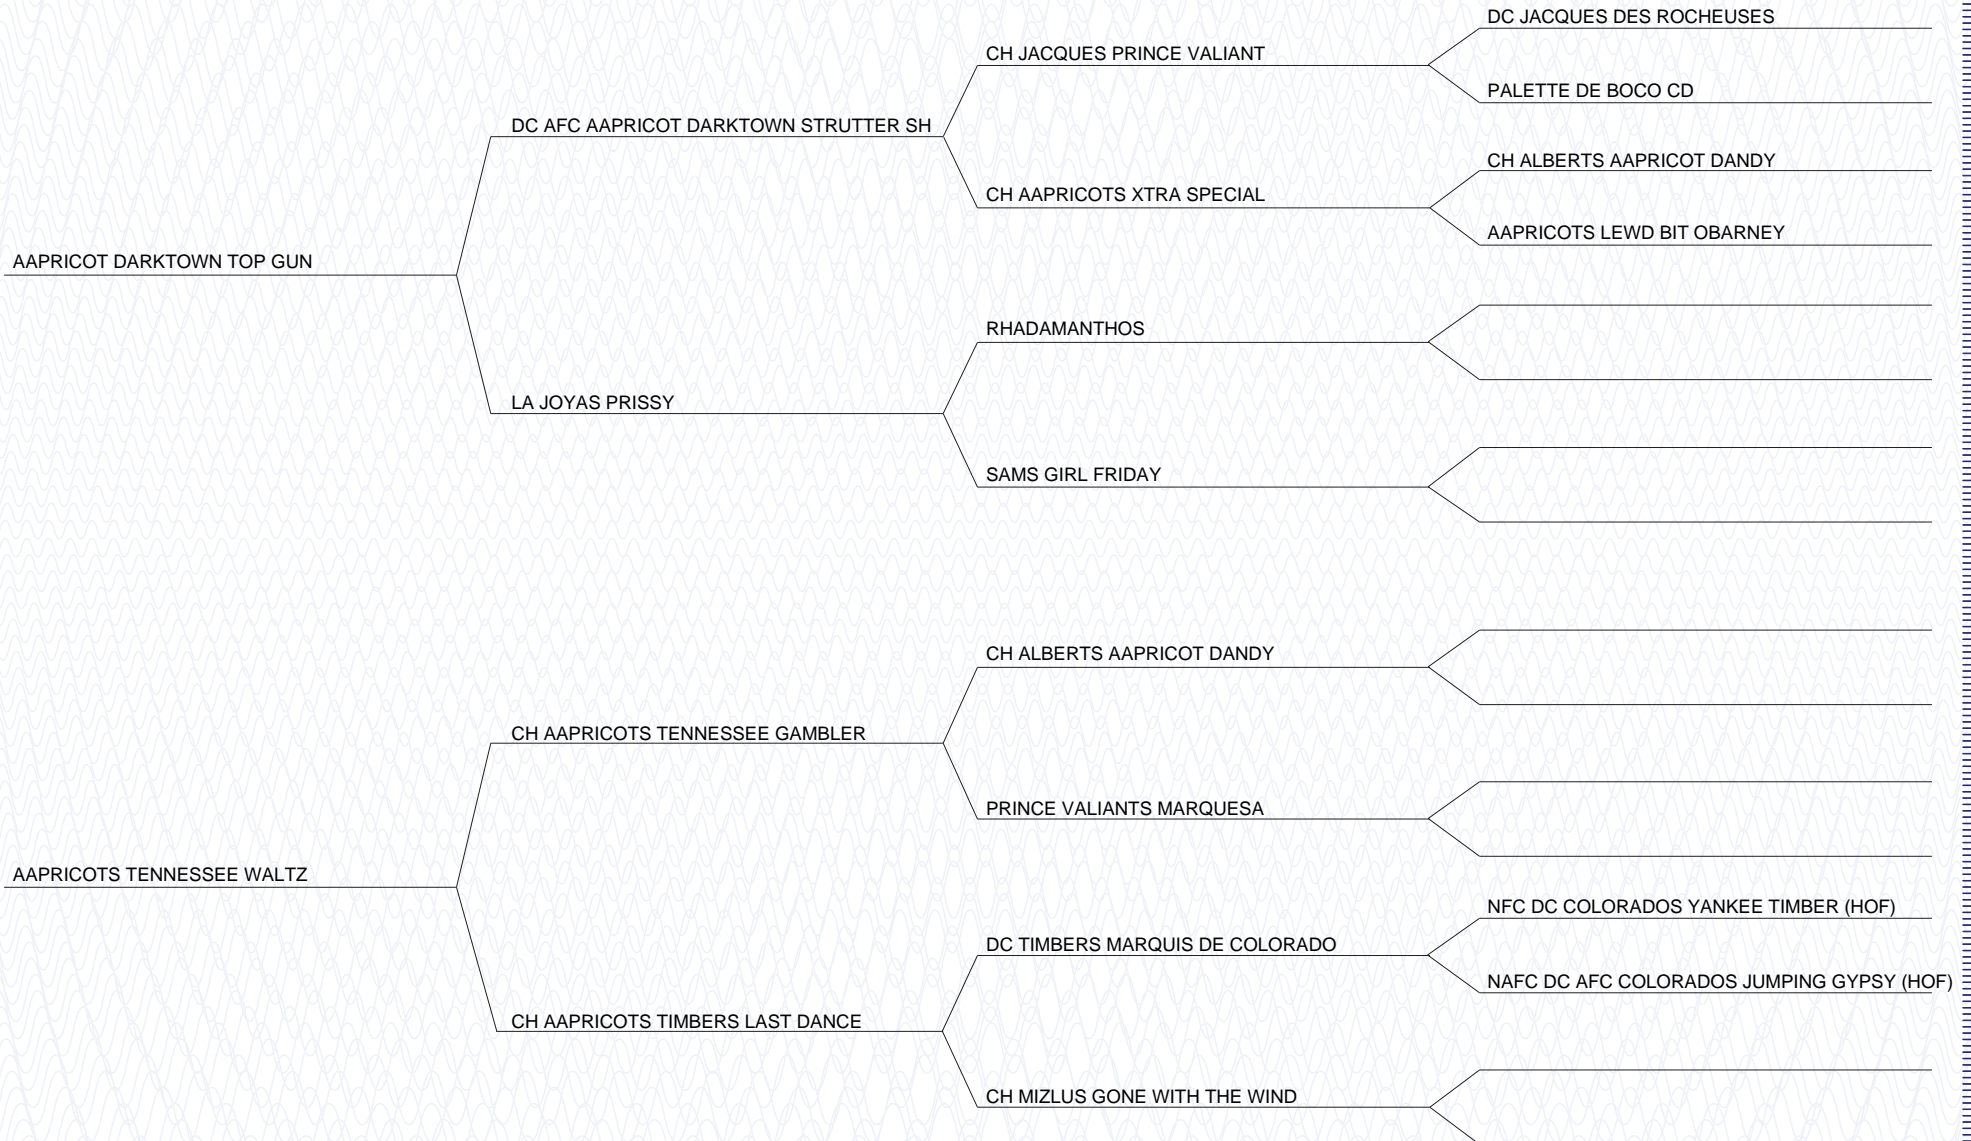 DC JACQUES DES ROCHEUSES
CH JACQUES PRINCE VALIANT
PALETTE DE BOCO CD
DC AFC AAPRICOT DARKTOWN STRUTTER SH
CH ALBERTS AAPRICOT DANDY
CH AAPRICOTS XTRA SPECIAL
AAPRICOTS LEWD BIT OBARNEY
AAPRICOT DARKTOWN TOP GUN
RHADAMANTHOS
LA JOYAS PRISSY
SAMS GIRL FRIDAY
CH ALBERTS AAPRICOT DANDY
CH AAPRICOTS TENNESSEE GAMBLER
PRINCE VALIANTS MARQUESA
AAPRICOTS TENNESSEE WALTZ
NFC DC COLORADOS YANKEE TIMBER (HOF)
DC TIMBERS MARQUIS DE COLORADO
NAFC DC AFC COLORADOS JUMPING GYPSY (HOF)
CH AAPRICOTS TIMBERS LAST DANCE
CH MIZLUS GONE WITH THE WIND